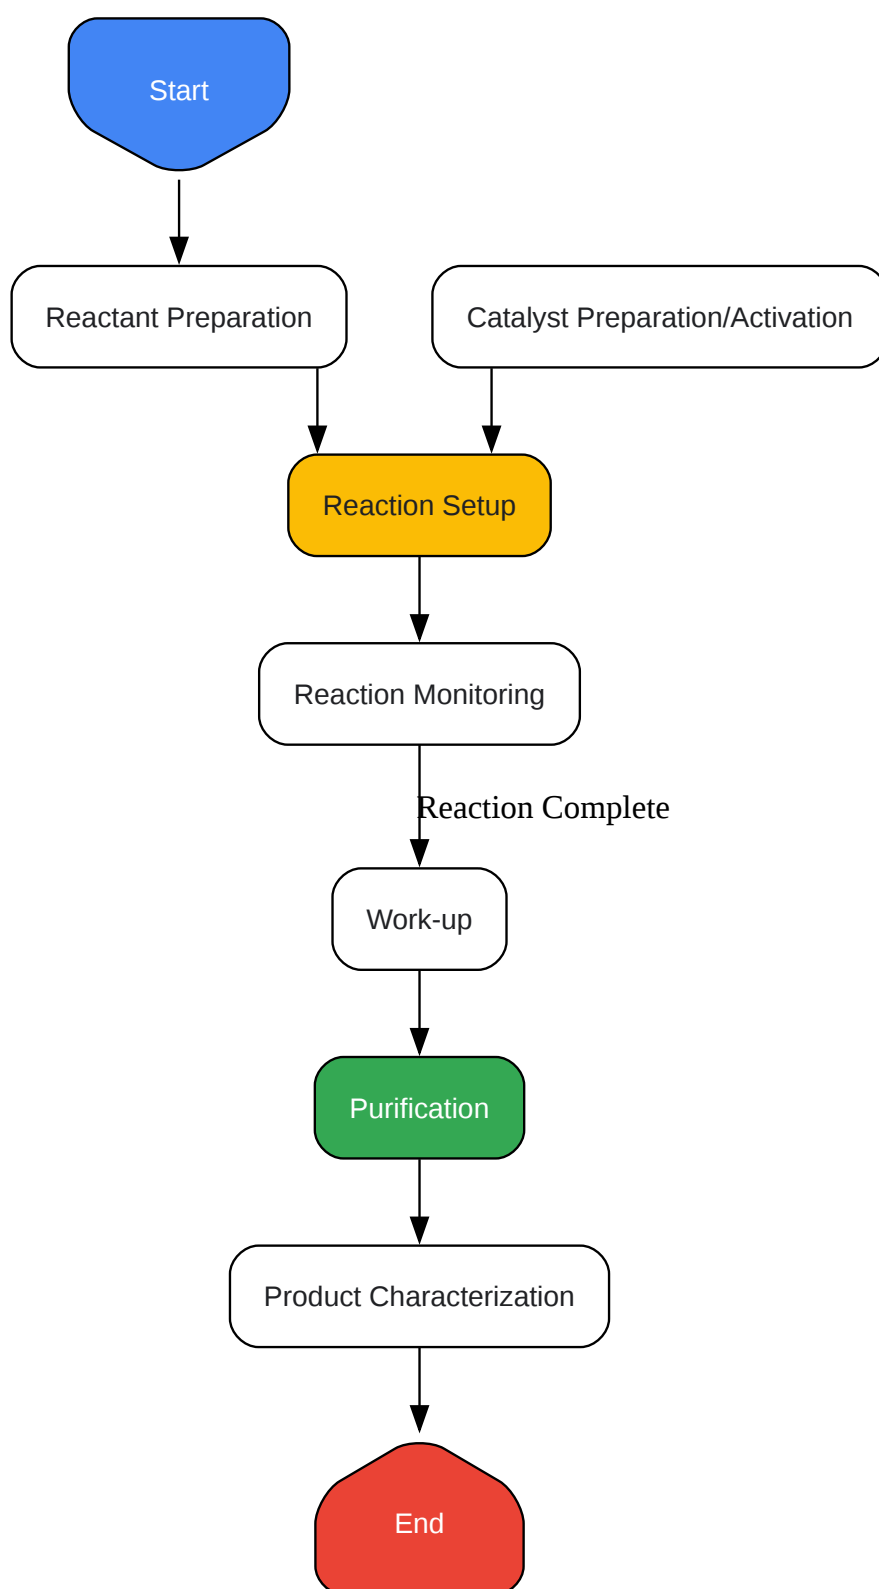 Start
Reactant Preparation
Catalyst Preparation/Activation
Reaction Setup
Reaction Monitoring
Reaction Complete
Work-up
Purification
Product Characterization
End